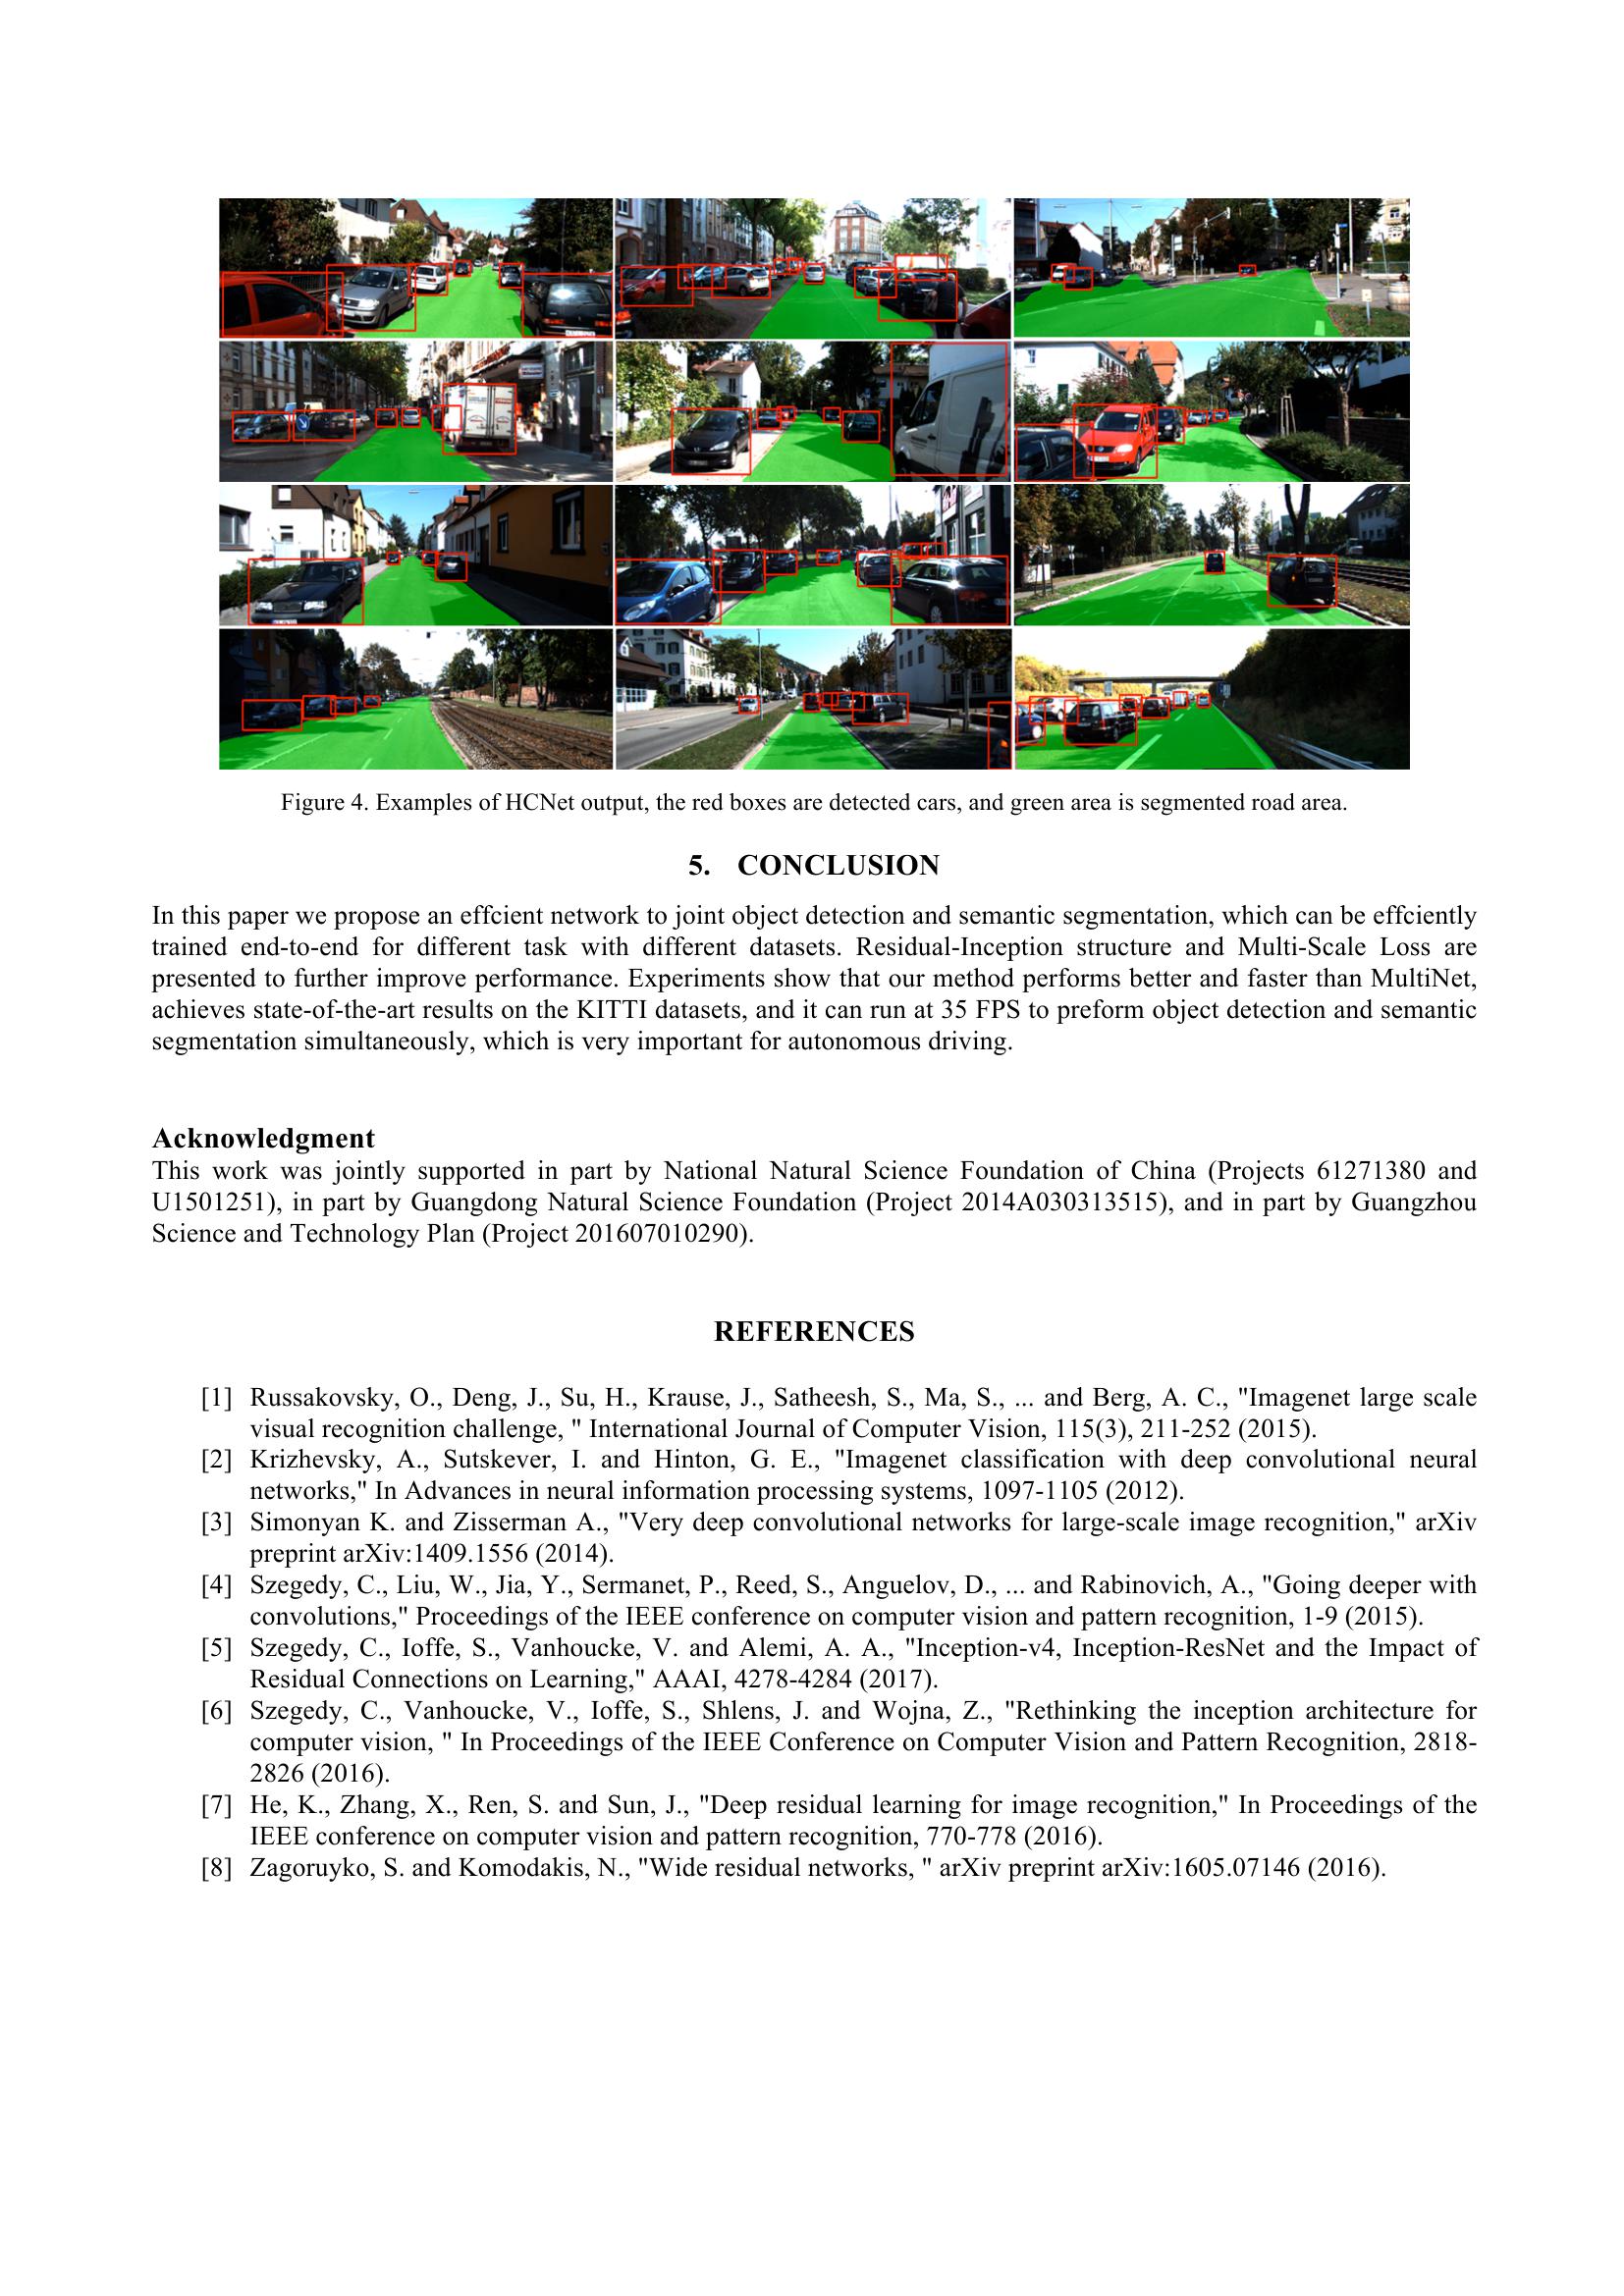 Figure 4. Examples of HCNet output, the red boxes are detected cars, and green area is segmented road area.
5. CONCLUSION
In this paper we propose an effcient network to joint object detection and semantic segmentation, which can be effciently
trained end-to-end for different task with different datasets. Residual-Inception structure and Multi-Scale Loss are
presented to further improve performance. Experiments show that our method performs better and faster than MultiNet,
achieves state-of-the-art results on the KITTI datasets, and it can run at 35 FPS to preform object detection and semantic
segmentation simultaneously, which is very important for autonomous driving.
Acknowledgment
This work was jointly supported in part by National Natural Science Foundation of China (Projects 61271380 and
U1501251), in part by Guangdong Natural Science Foundation (Project 2014A030313515), and in part by Guangzhou
Science and Technology Plan (Project 201607010290).
REFERENCES
[1] Russakovsky, O., Deng, J., Su, H., Krause, J., Satheesh, S., Ma, S., ... and Berg, A. C., "Imagenet large scale
visual recognition challenge, " International Journal of Computer Vision, 115(3), 211-252 (2015).
[2] Krizhevsky, A., Sutskever, I. and Hinton, G. E., "Imagenet classification with deep convolutional neural
networks," In Advances in neural information processing systems, 1097-1105 (2012).
[3] Simonyan K. and Zisserman A., "Very deep convolutional networks for large-scale image recognition," arXiv
preprint arXiv:1409.1556 (2014).
[4] Szegedy, C., Liu, W., Jia, Y., Sermanet, P., Reed, S., Anguelov, D., ... and Rabinovich, A., "Going deeper with
convolutions," Proceedings of the IEEE conference on computer vision and pattern recognition, 1-9 (2015).
[5] Szegedy, C., Ioffe, S., Vanhoucke, V. and Alemi, A. A., "Inception-v4, Inception-ResNet and the Impact of
Residual Connections on Learning," AAAI, 4278-4284 (2017).
[6] Szegedy, C., Vanhoucke, V., Ioffe, S., Shlens, J. and Wojna, Z., "Rethinking the inception architecture for
computer vision, " In Proceedings of the IEEE Conference on Computer Vision and Pattern Recognition, 2818-
2826 (2016).
[7] He, K., Zhang, X., Ren, S. and Sun, J., "Deep residual learning for image recognition," In Proceedings of the
IEEE conference on computer vision and pattern recognition, 770-778 (2016).
[8] Zagoruyko, S. and Komodakis, N., "Wide residual networks, " arXiv preprint arXiv:1605.07146 (2016).